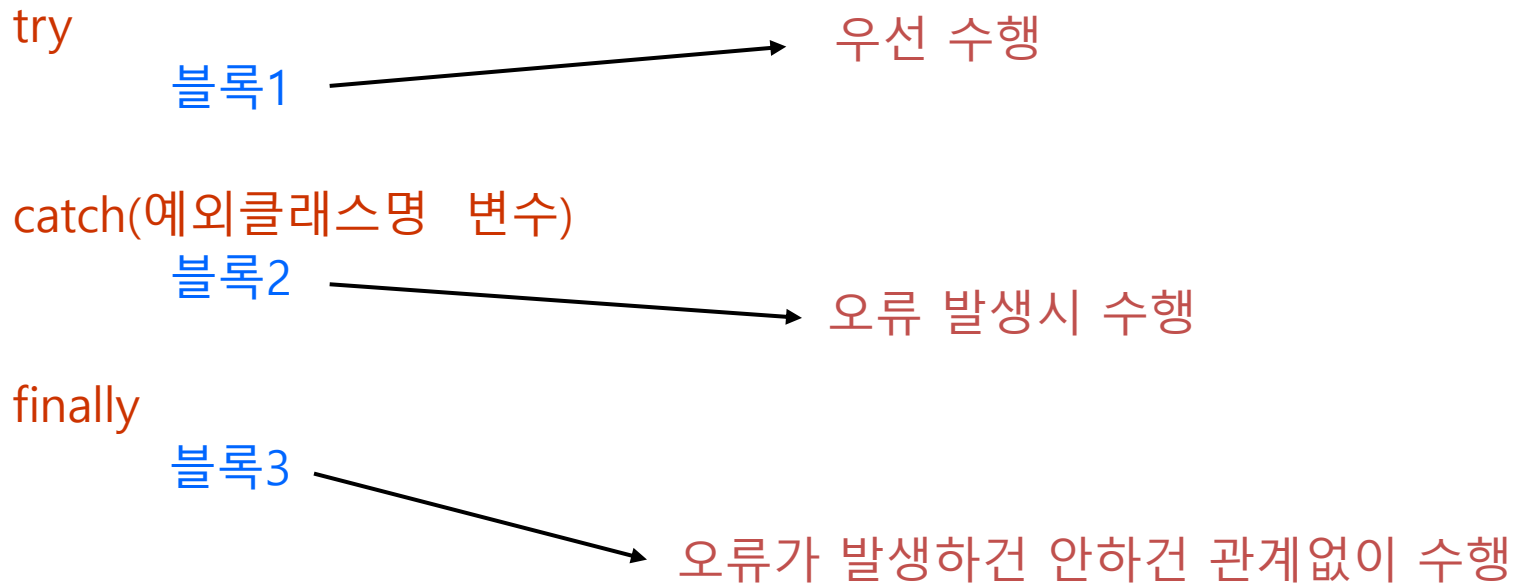 try
우선 수행
블록1
catch(예외클래스명 변수)
블록2
오류 발생시 수행
finally
블록3
오류가 발생하건 안하건 관계없이 수행